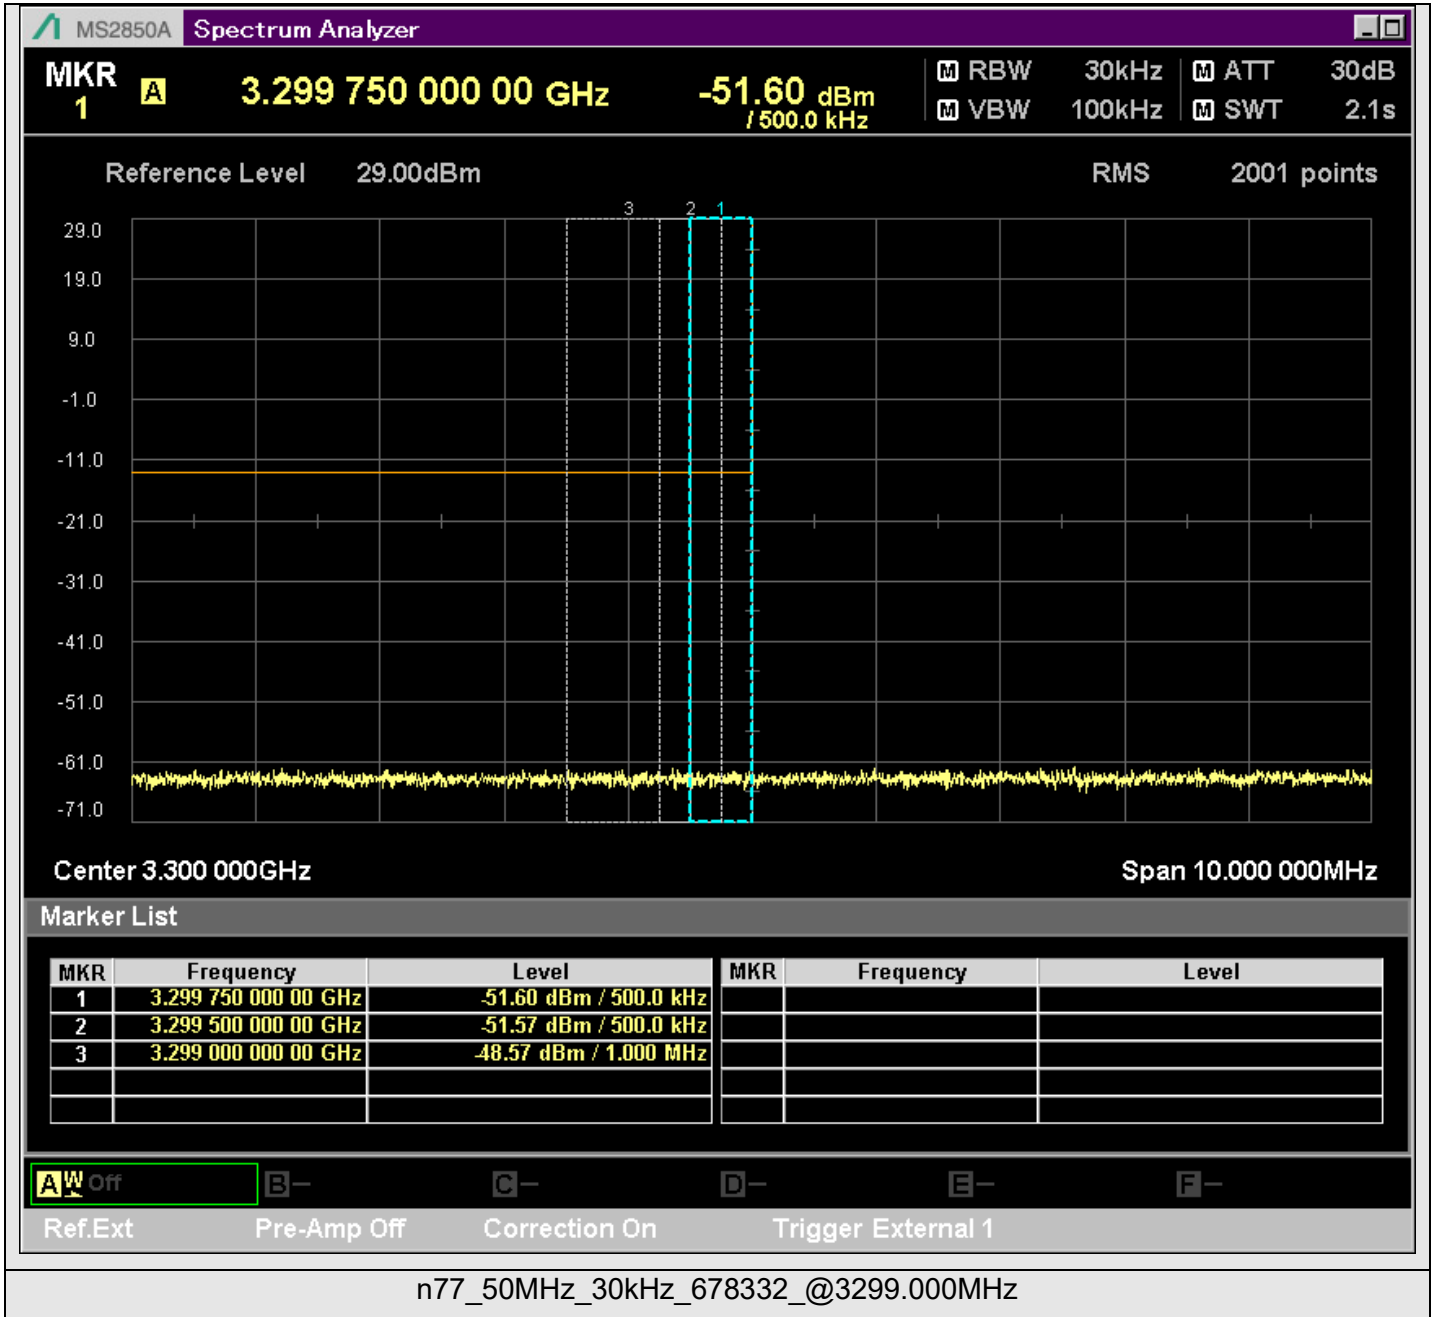 MS2850A Spectrum Analyzer
MKR 1 A 3.299 750 000 00 GHz -51.60 dBm / 500.0 kHz
M RBW 30kHz M ATT 30dB
M VBW 100kHz M SWT 2.1s
Reference Level 29.00dBm RMS 2001 points
3 2 1
29.0
19.0
9.0
-1.0
-11.0
-21.0
-31.0
-41.0
-51.0
-61.0
-71.0
Center 3.300 000GHz Span 10.000 000MHz
Marker List
MKR Frequency Level MKR Frequency Level
1 3.299 750 000 00 GHz -51.60 dBm / 500.0 kHz
2 3.299 500 000 00 GHz -51.57 dBm / 500.0 kHz
3 3.299 000 000 00 GHz -48.57 dBm / 1.000 MHz
A W Off B – C – D – E – F –
Ref.Ext Pre-Amp Off Correction On Trigger External 1
n77_50MHz_30kHz_678332_@3299.000MHz